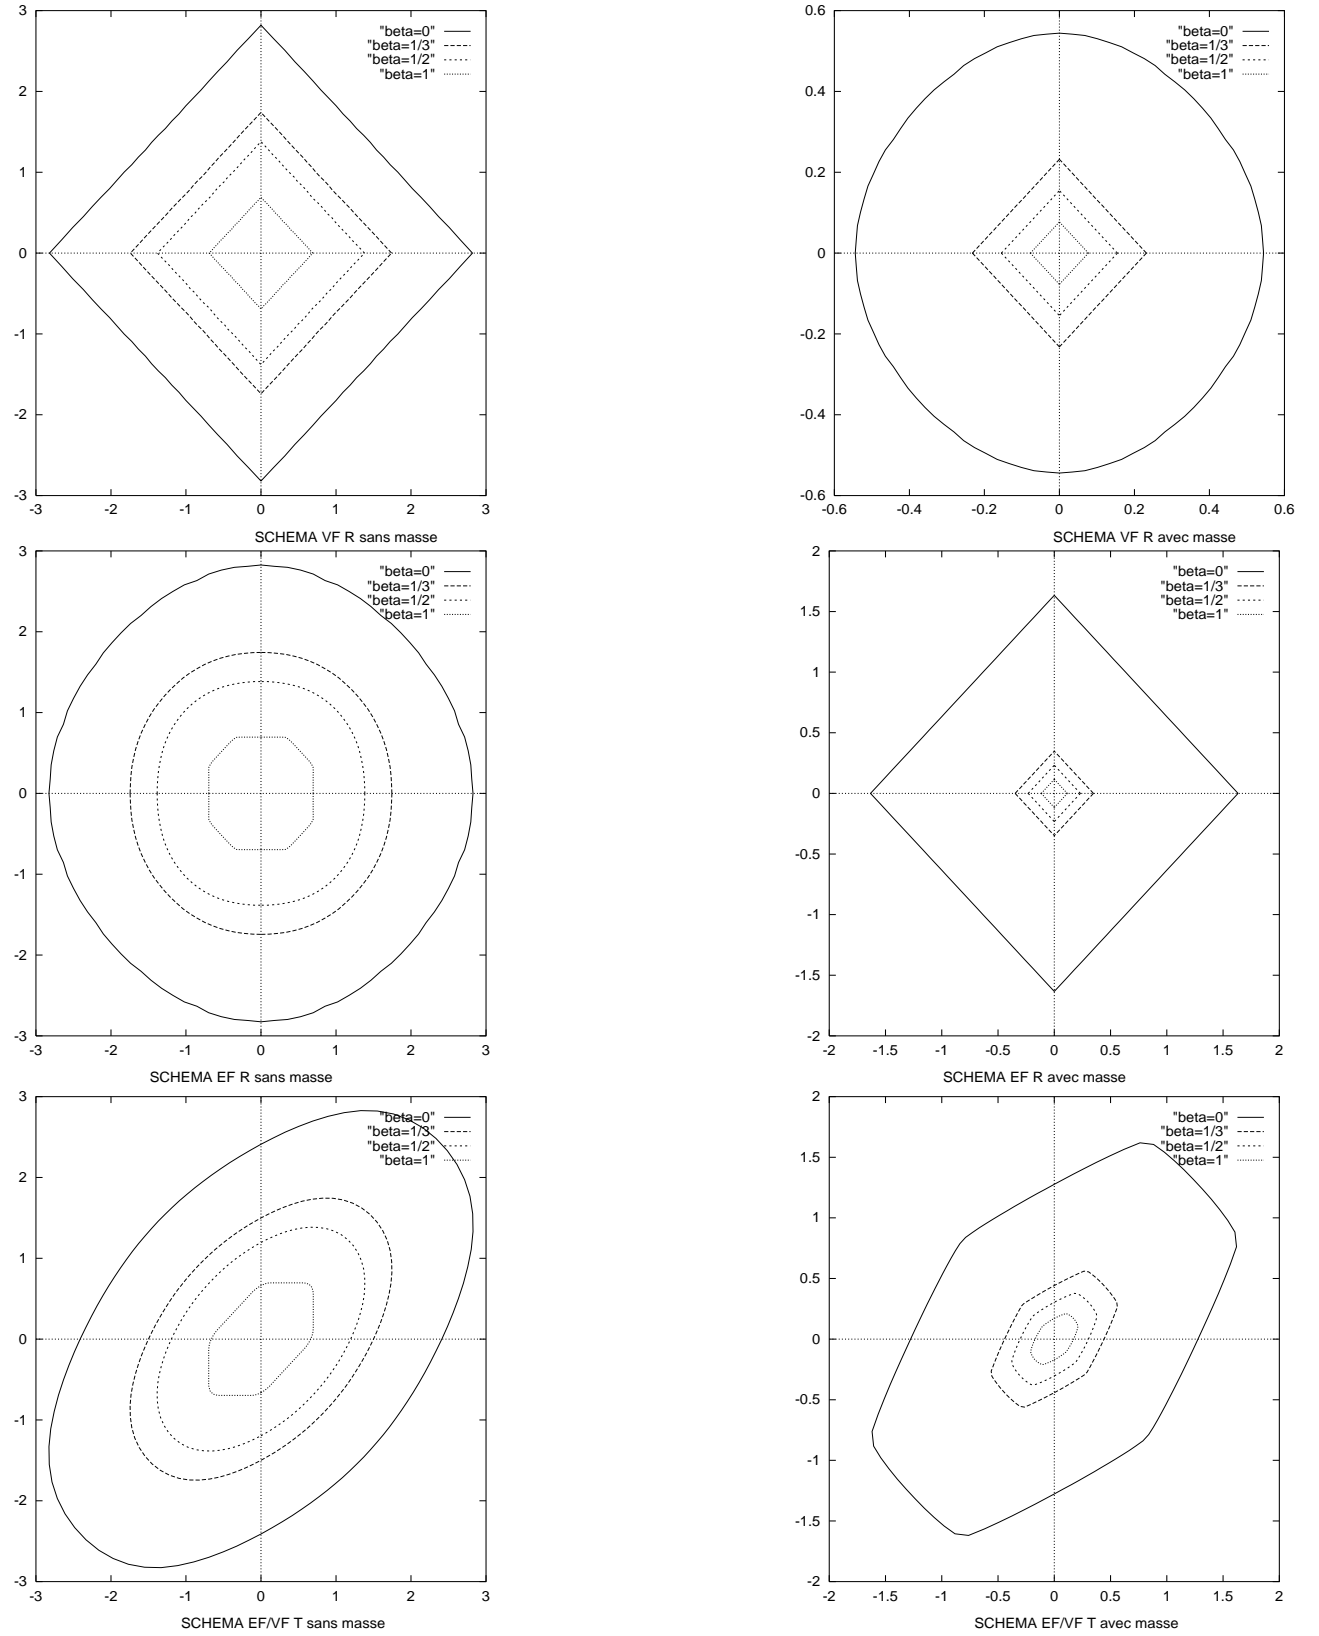 3
2
1
0
-1
-2
-3
-3 -2 -1 0 1 2 3
"beta=0"
"beta=1/3"
"beta=1/2"
"beta=1"
SCHEMA VF R sans masse
0.6
0.4
0.2
0
-0.2
-0.4
-0.6
-0.6 -0.4 -0.2 0 0.2 0.4 0.6
"beta=0"
"beta=1/3"
"beta=1/2"
"beta=1"
SCHEMA VF R avec masse
3
2
1
0
-1
-2
-3
-3 -2 -1 0 1 2 3
"beta=0"
"beta=1/3"
"beta=1/2"
"beta=1"
SCHEMA EF R sans masse
2
1.5
1
0.5
0
-0.5
-1
-1.5
-2
-2 -1.5 -1 -0.5 0 0.5 1 1.5 2
"beta=0"
"beta=1/3"
"beta=1/2"
"beta=1"
SCHEMA EF R avec masse
3
2
1
0
-1
-2
-3
-3 -2 -1 0 1 2 3
"beta=0"
"beta=1/3"
"beta=1/2"
"beta=1"
SCHEMA EF/VF T sans masse
2
1.5
1
0.5
0
-0.5
-1
-1.5
-2
-2 -1.5 -1 -0.5 0 0.5 1 1.5 2
"beta=0"
"beta=1/3"
"beta=1/2"
"beta=1"
SCHEMA EF/VF T avec masse